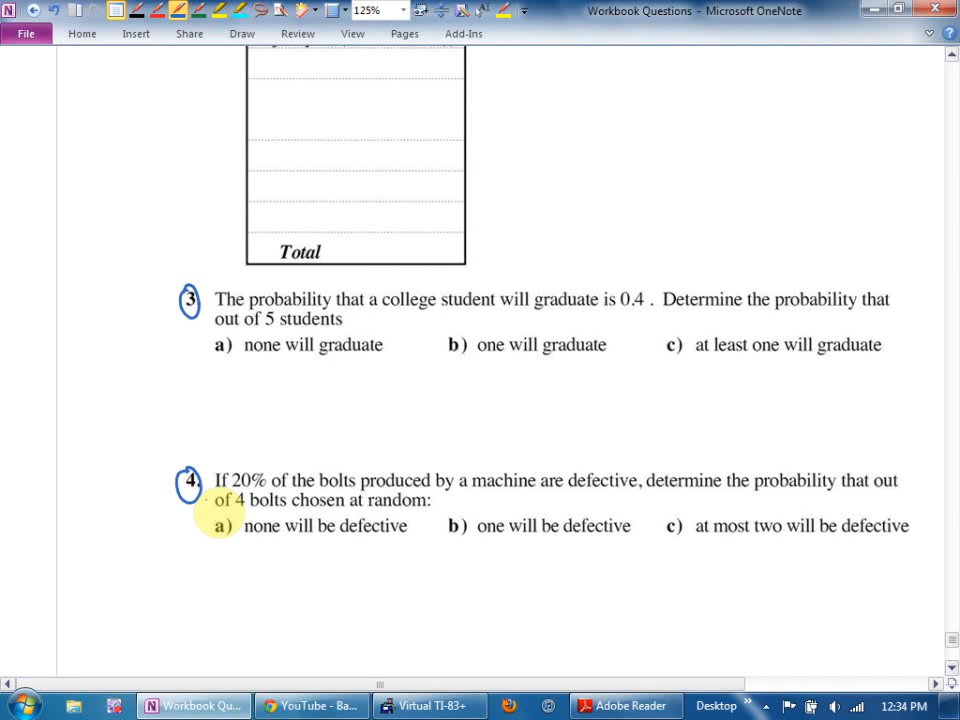 125%
Workbook Questions - Microsoft OneNote
File Home Insert Share Draw Review View Pages Add-Ins
Total
3. The probability that a college student will graduate is 0.4 . Determine the probability that
out of 5 students
a) none will graduate b) one will graduate c) at least one will graduate
4. If 20% of the bolts produced by a machine are defective, determine the probability that out
of 4 bolts chosen at random:
a) none will be defective b) one will be defective c) at most two will be defective
Workbook Qu... YouTube - Ba... Virtual TI-83+ Adobe Reader Desktop » 12:34 PM